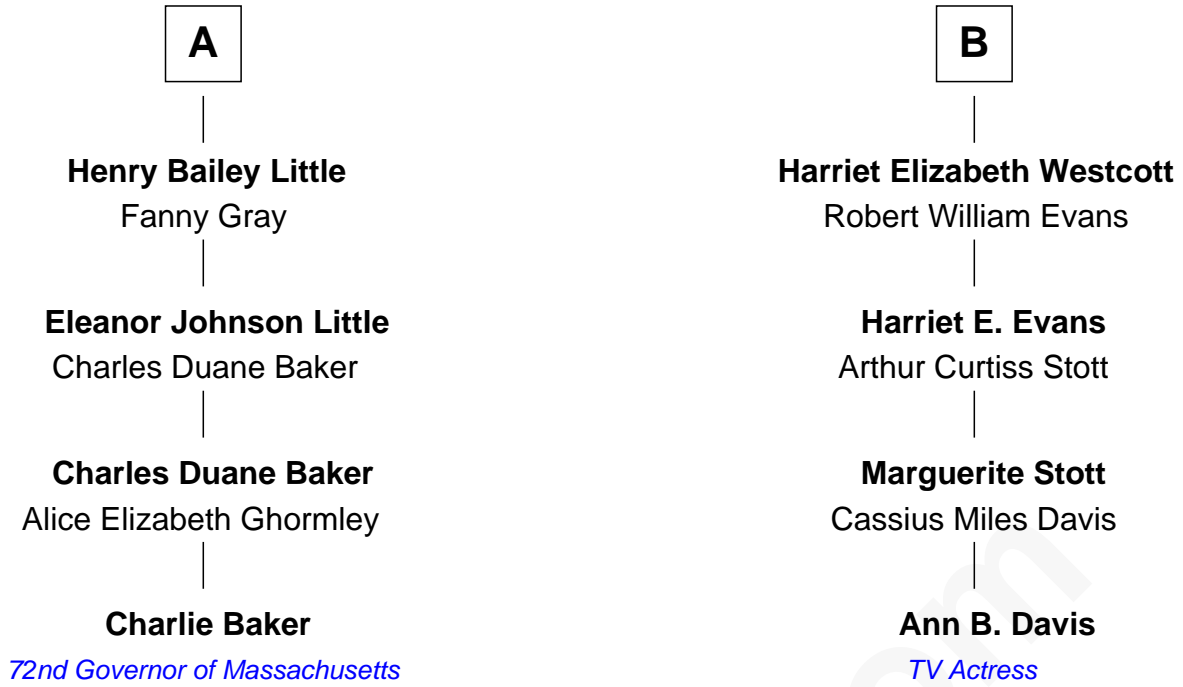 A
B
Henry Bailey Little
Fanny Gray
Harriet Elizabeth Westcott
Robert William Evans
Eleanor Johnson Little
Charles Duane Baker
Harriet E. Evans
Arthur Curtiss Stott
Charles Duane Baker
Alice Elizabeth Ghormley
Marguerite Stott
Cassius Miles Davis
Charlie Baker
72nd Governor of Massachusetts
Ann B. Davis
TV Actress